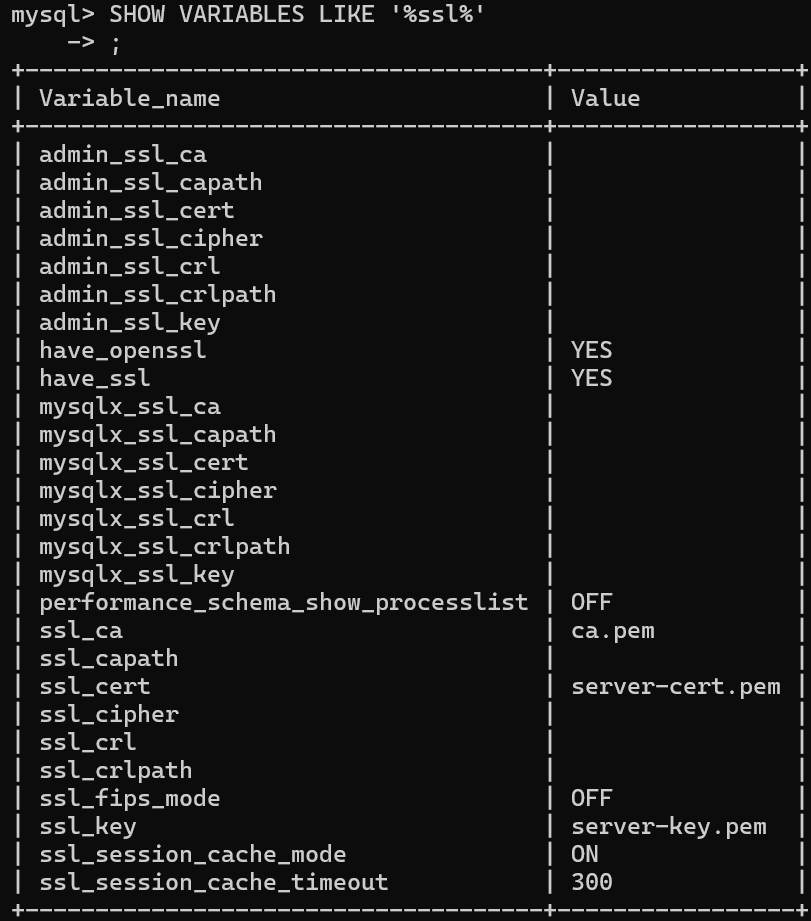 mysql> SHOW VARIABLES LIKE '%ssl%'
    -> ;
+-------------------------------------+-----------------+
| Variable_name                       | Value           |
+-------------------------------------+-----------------+
| admin_ssl_ca                        |                 |
| admin_ssl_capath                    |                 |
| admin_ssl_cert                      |                 |
| admin_ssl_cipher                    |                 |
| admin_ssl_crl                       |                 |
| admin_ssl_crlpath                   |                 |
| admin_ssl_key                       |                 |
| have_openssl                        | YES             |
| have_ssl                            | YES             |
| mysqlx_ssl_ca                       |                 |
| mysqlx_ssl_capath                   |                 |
| mysqlx_ssl_cert                     |                 |
| mysqlx_ssl_cipher                   |                 |
| mysqlx_ssl_crl                      |                 |
| mysqlx_ssl_crlpath                  |                 |
| mysqlx_ssl_key                      |                 |
| performance_schema_show_processlist | OFF             |
| ssl_ca                              | ca.pem          |
| ssl_capath                          |                 |
| ssl_cert                            | server-cert.pem |
| ssl_cipher                          |                 |
| ssl_crl                             |                 |
| ssl_crlpath                         |                 |
| ssl_fips_mode                       | OFF             |
| ssl_key                             | server-key.pem  |
| ssl_session_cache_mode              | ON              |
| ssl_session_cache_timeout           | 300             |
+-------------------------------------+-----------------+